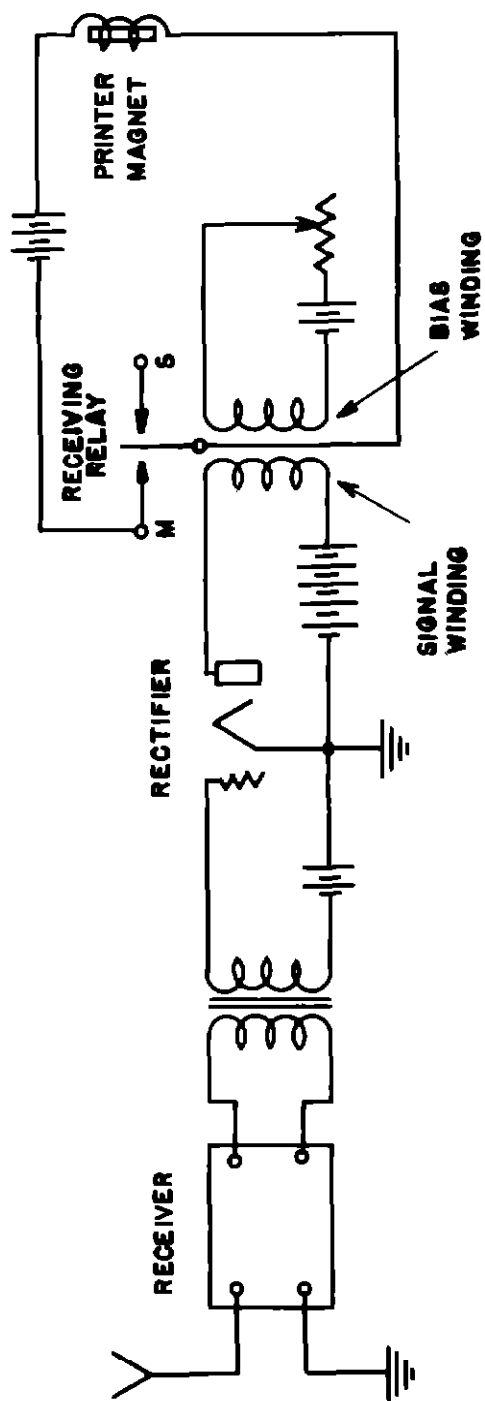 RECEIVER
RECTIFIER
RECEIVING
RELAY
M
S
PRINTER
MAGNET
SIGNAL
WINDING
BIAS
WINDING